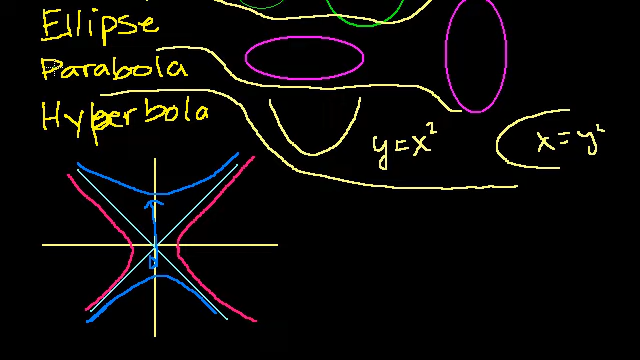 Ellipse
Parabola
Hyperbola
y=x²
x=y²
b